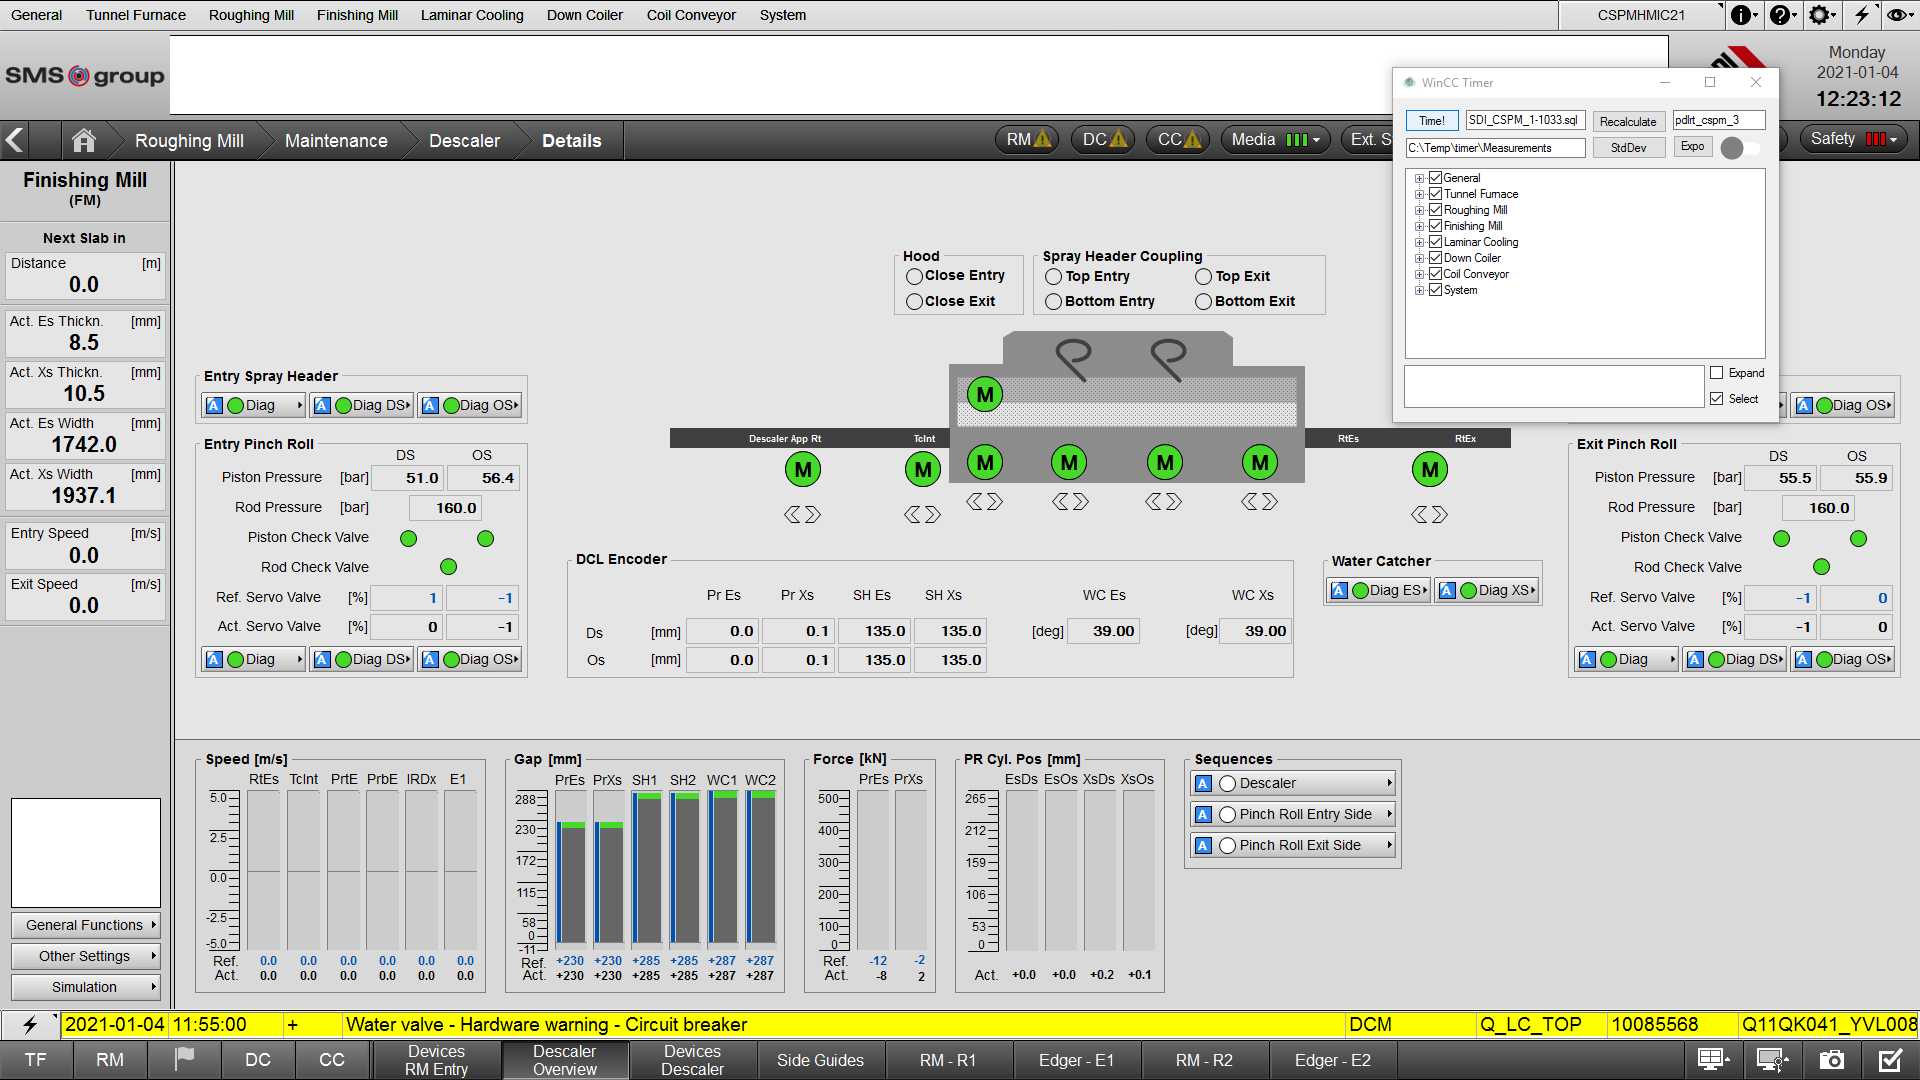 General Tunnel Furnace Roughing Mill Finishing Mill Laminar Cooling Down Coiler Coil Conveyor System CSPMHMIC21
SMS group
Monday
2021-01-04
12:23:12
Roughing Mill Maintenance Descaler Details RM DC CC Media Ext. S Safety
WinCC Timer
Time! SDI_CSPM_1-1033.sql Recalculate pdlrt_cspm_3
C:\Temp\timer\Measurements StdDev Expo
General
Tunnel Furnace
Roughing Mill
Finishing Mill
Laminar Cooling
Down Coiler
Coil Conveyor
System
Expand
Select
Finishing Mill
(FM)
Next Slab in
Distance [m]
0.0
Act. Es Thickn. [mm]
8.5
Act. Xs Thickn. [mm]
10.5
Act. Es Width [mm]
1742.0
Act. Xs Width [mm]
1937.1
Entry Speed [m/s]
0.0
Exit Speed [m/s]
0.0
General Functions
Other Settings
Simulation
Hood
Close Entry
Close Exit
Spray Header Coupling
Top Entry Top Exit
Bottom Entry Bottom Exit
Entry Spray Header
A Diag A Diag DS A Diag OS
Entry Pinch Roll
DS OS
Piston Pressure [bar] 51.0 56.4
Rod Pressure [bar] 160.0
Piston Check Valve
Rod Check Valve
Ref. Servo Valve [%] 1 -1
Act. Servo Valve [%] 0 -1
A Diag A Diag DS A Diag OS
M
Descaler App Rt TcInt RtEs RtEx
M M M M M M M
DCL Encoder
Pr Es Pr Xs SH Es SH Xs WC Es WC Xs
Ds [mm] 0.0 0.1 135.0 135.0 [deg] 39.00 [deg] 39.00
Os [mm] 0.0 0.1 135.0 135.0
Water Catcher
A Diag ES A Diag XS
A Diag OS
Exit Pinch Roll
DS OS
Piston Pressure [bar] 55.5 55.9
Rod Pressure [bar] 160.0
Piston Check Valve
Rod Check Valve
Ref. Servo Valve [%] -1 0
Act. Servo Valve [%] -1 0
A Diag A Diag DS A Diag OS
Speed [m/s]
RtEs TcInt PrtE PrbE IRDx E1
5.0
2.5
0.0
-2.5
-5.0
Ref. 0.0 0.0 0.0 0.0 0.0 0.0
Act. 0.0 0.0 0.0 0.0 0.0 0.0
Gap [mm]
PrEs PrXs SH1 SH2 WC1 WC2
288
230
172
115
58
0
-11
Ref. +230 +230 +285 +285 +287 +287
Act. +230 +230 +285 +285 +287 +287
Force [kN]
PrEs PrXs
500
400
300
200
100
0
Ref. -12 -2
Act. -8 2
PR Cyl. Pos [mm]
EsDs EsOs XsDs XsOs
265
212
159
106
53
0
Act. +0.0 +0.0 +0.2 +0.1
Sequences
A Descaler
A Pinch Roll Entry Side
A Pinch Roll Exit Side
2021-01-04 11:55:00 + Water valve - Hardware warning - Circuit breaker DCM Q_LC_TOP 10085568 Q11QK041_YVL008
TF RM DC CC Devices RM Entry Descaler Overview Devices Descaler Side Guides RM - R1 Edger - E1 RM - R2 Edger - E2